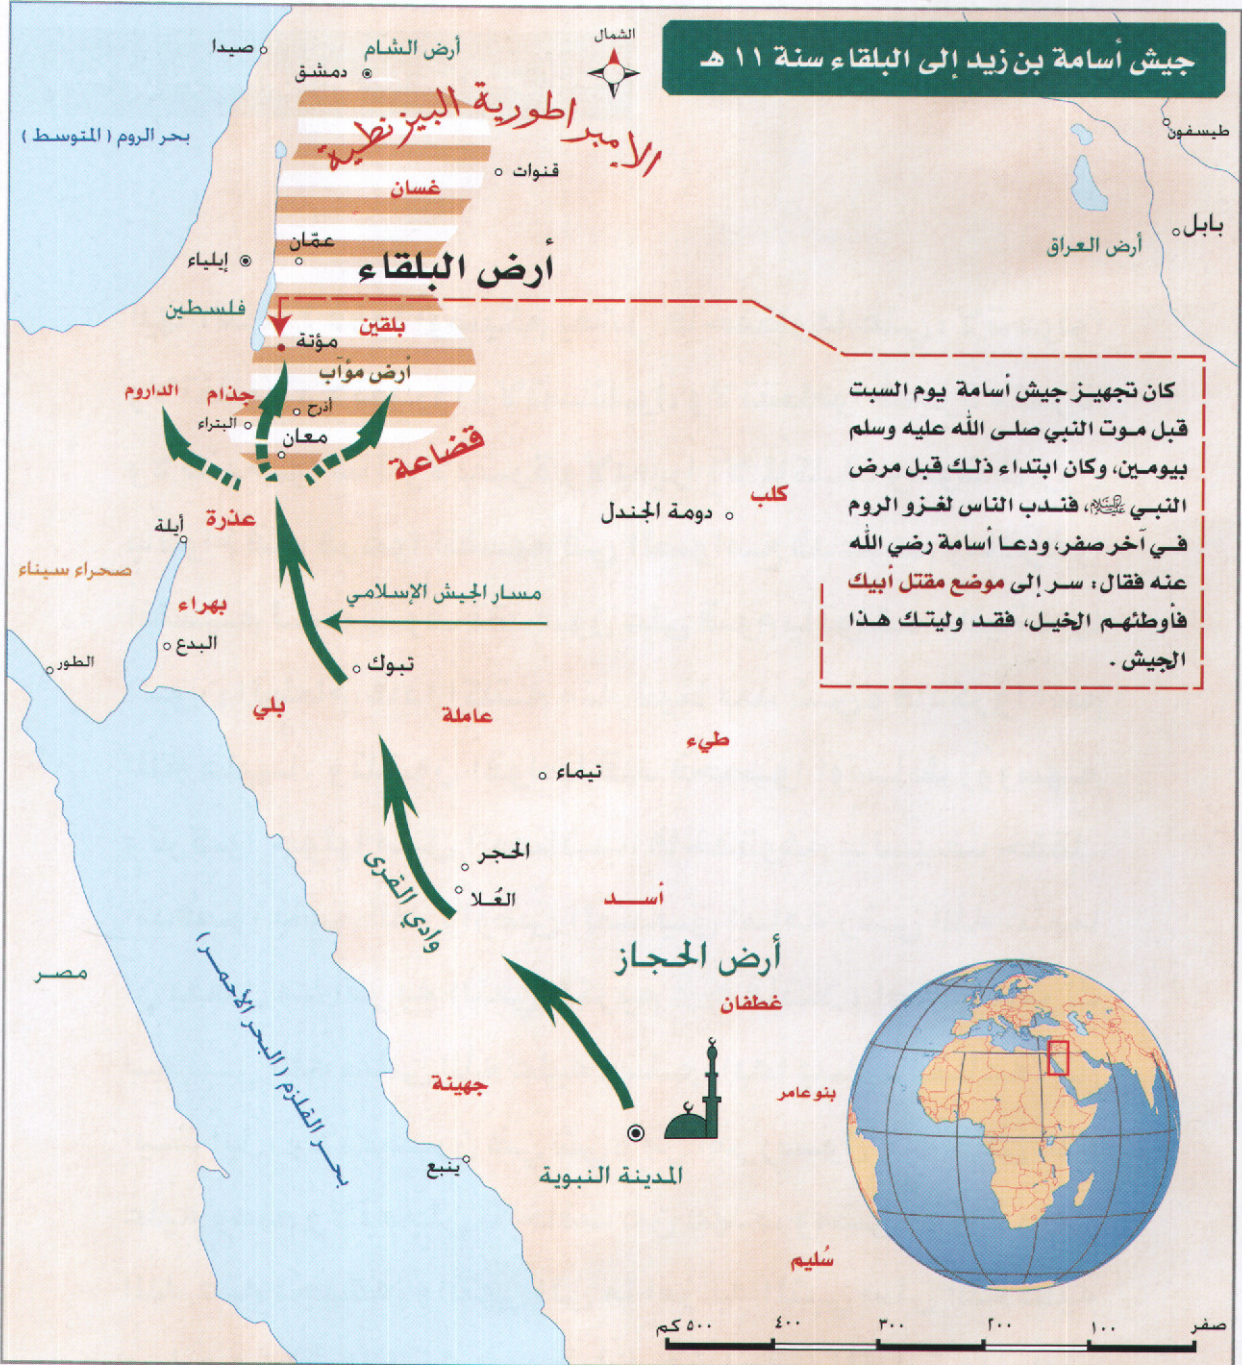 جيش أسامة بن زيد إلى البلقاء سنة ١١ هـ
الشمال
أرض الشام
صيدا
دمشق
بحر الروم ( المتوسط )
الامبراطورية البيزنطية
طيسفون
قنوات
غسان
بابل
أرض العراق
عمّان
إيلياء
أرض البلقاء
فلسطين
بلقين
مؤتة
أرض مؤآب
الداروم
جذام
أذرح
البتراء
معان
قضاعة
كان تجهيز جيش أسامة يوم السبت
قبل موت النبي صلى الله عليه وسلم
بيومين، وكان ابتداء ذلك قبل مرض
النبي ﷺ، فندب الناس لغزو الروم
في آخر صفر، ودعا أسامة رضي الله
عنه فقال: سر إلى موضع مقتل أبيك
فأوطئهم الخيل، فقد وليتك هذا
الجيش .
كلب
دومة الجندل
عذرة
أيلة
صحراء سيناء
مسار الجيش الإسلامي
بهراء
البدع
الطور
تبوك
بلي
عاملة
طيء
تيماء
الحجر
العُلا
وادي القرى
أسد
أرض الحجاز
غطفان
مصر
بحر القلزم ( البحر الأحمر )
جهينة
بنو عامر
ينبع
المدينة النبوية
سُليم
صفر ١٠٠ ٢٠٠ ٣٠٠ ٤٠٠ ٥٠٠ كم